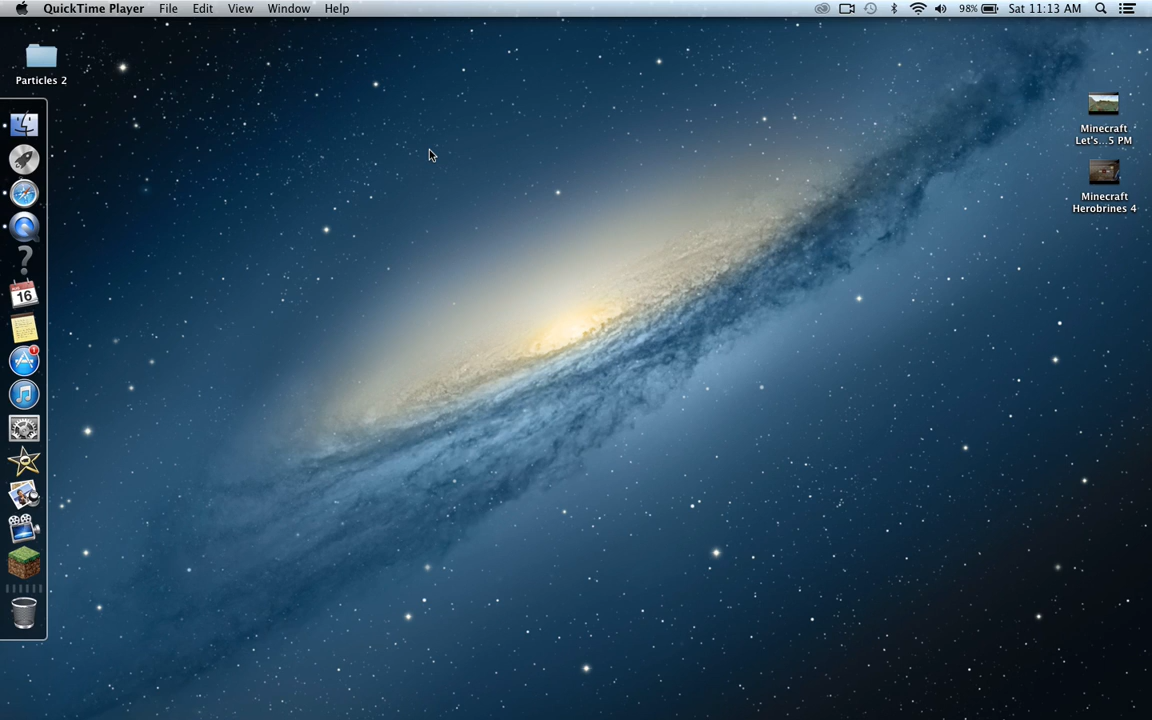 QuickTime Player File Edit View Window Help 98% Sat 11:13 AM
Particles 2
Minecraft
Let's...5 PM
Minecraft
Herobrines 4
?
16
1